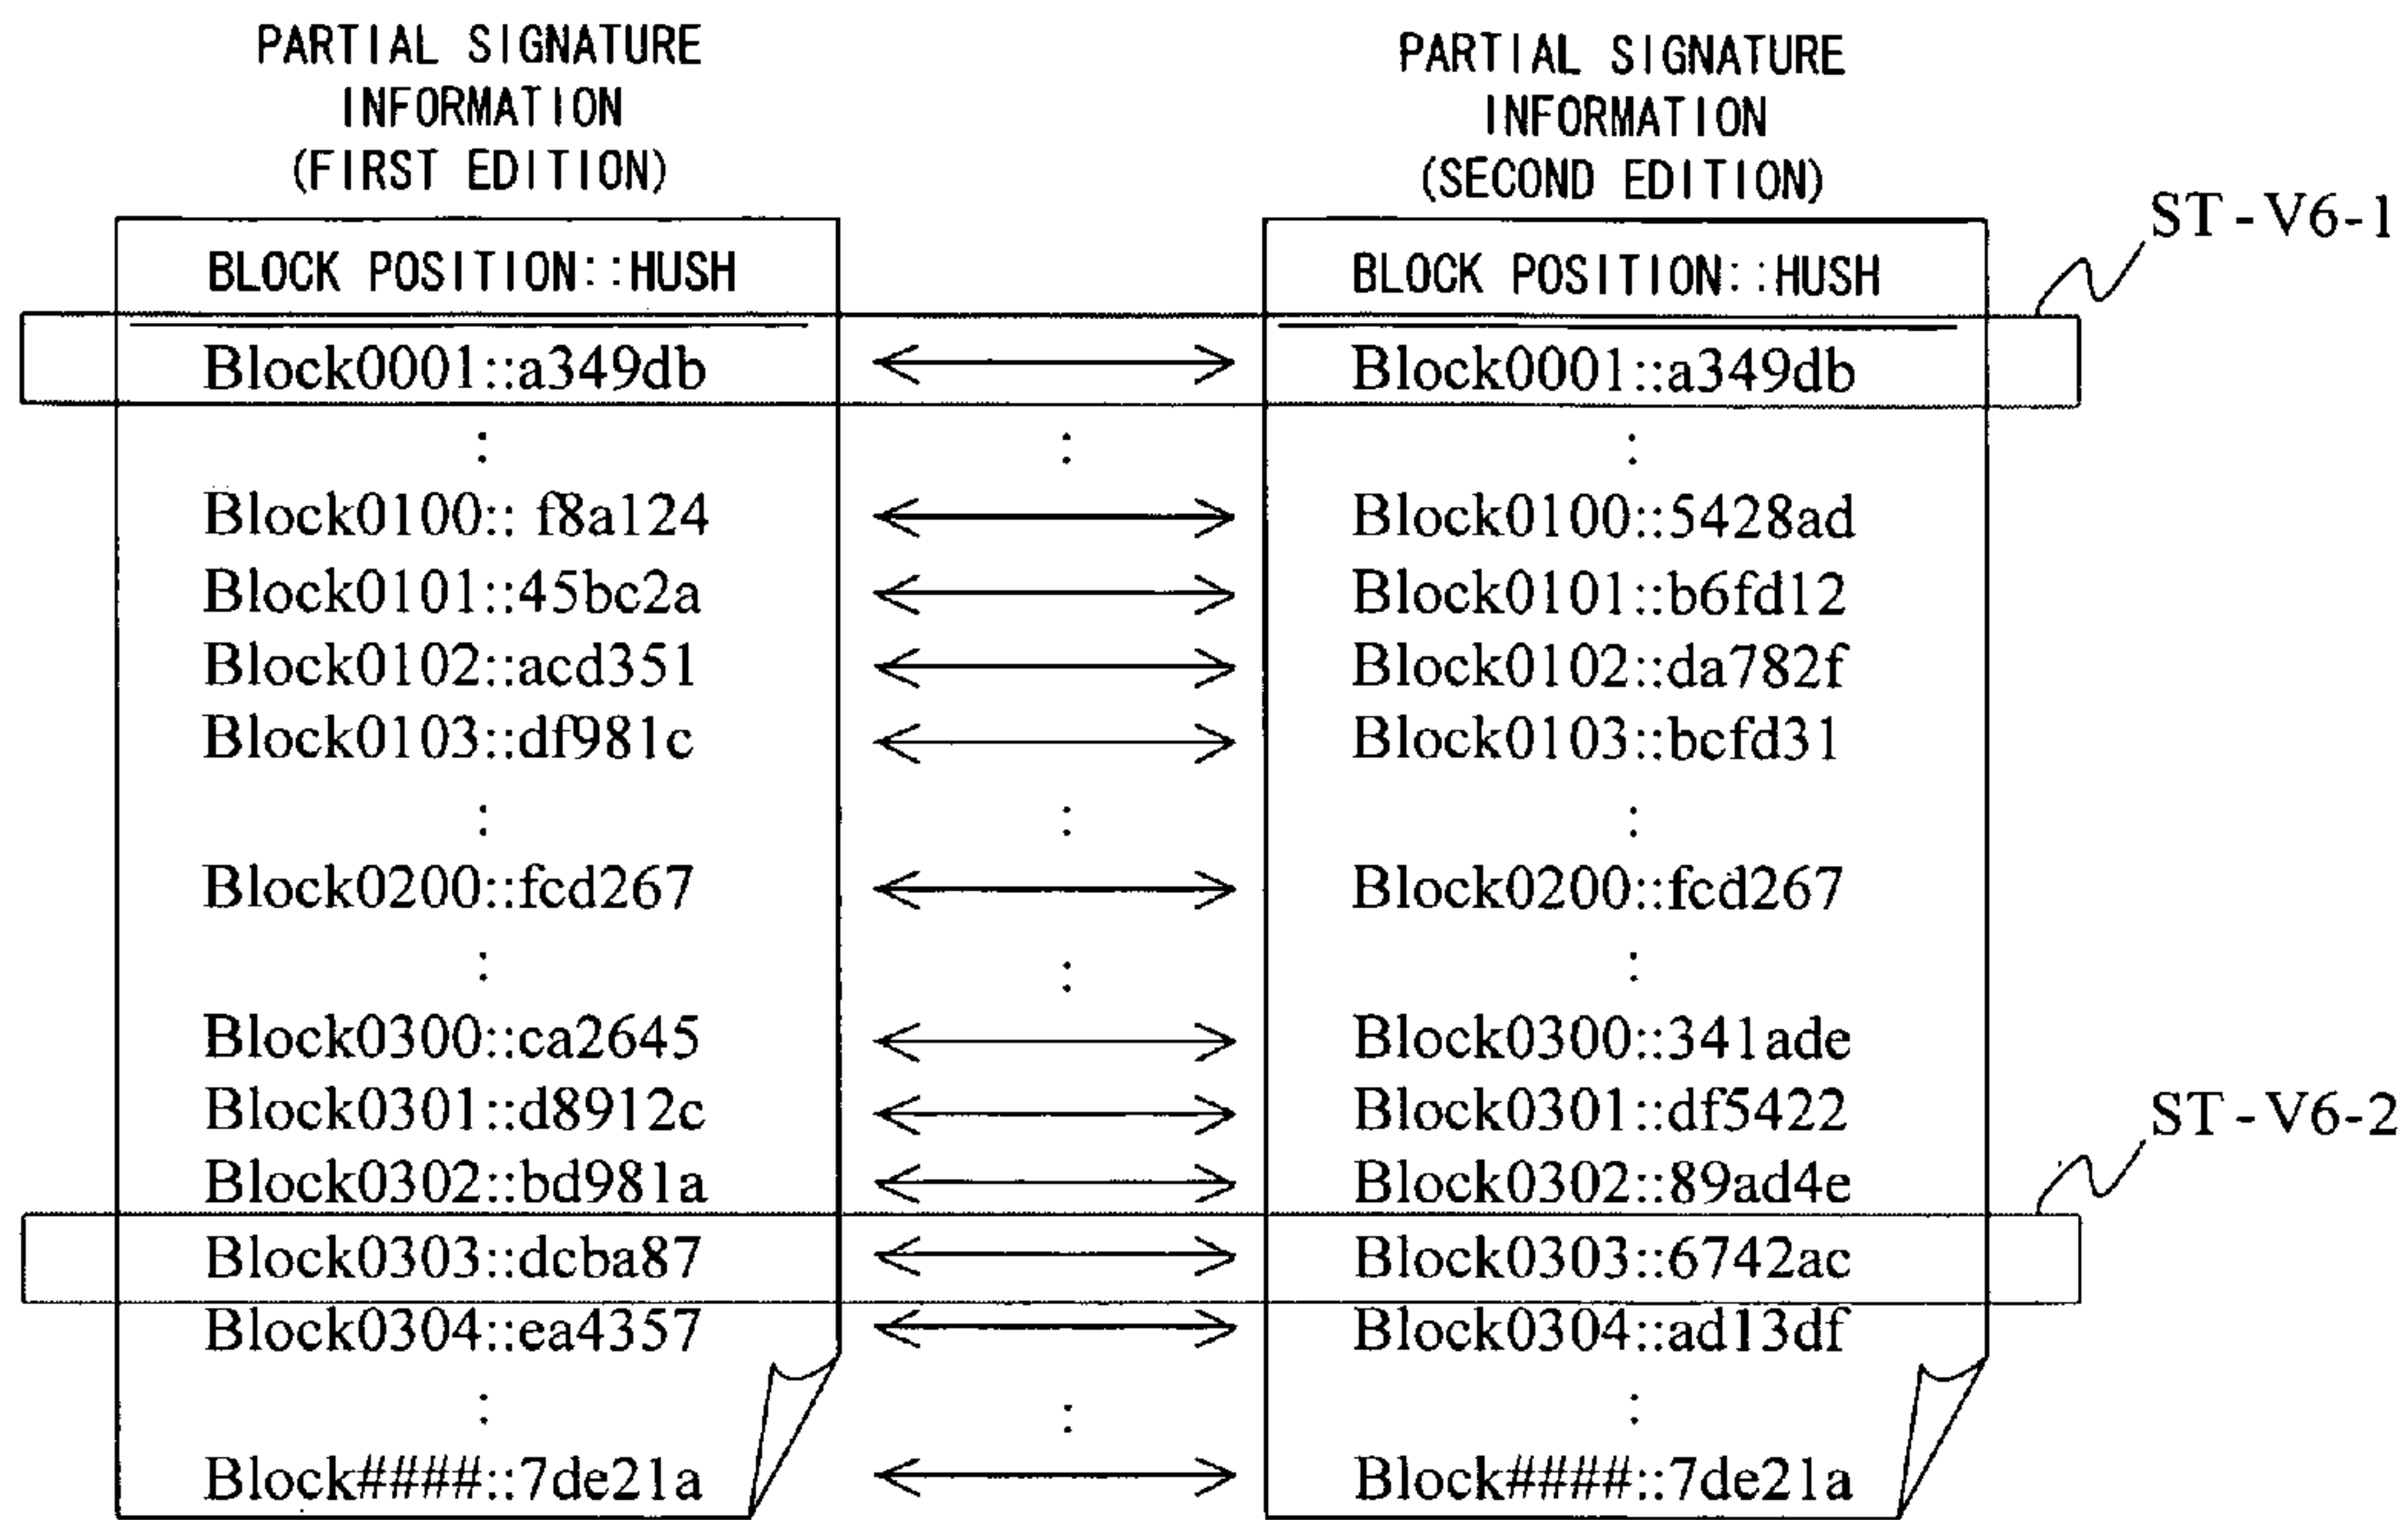 PARTIAL SIGNATURE
INFORMATION
(FIRST EDITION)
BLOCK POSITION::HUSH
Block0001::a349db
:
Block0100:: f8a124
Block0101::45bc2a
Block0102::acd351
Block0103::df981c
:
Block0200::fcd267
:
Block0300::ca2645
Block0301::d8912c
Block0302::bd981a
Block0303::dcba87
Block0304::ea4357
:
Block####::7de21a
:
:
:
:
PARTIAL SIGNATURE
INFORMATION
(SECOND EDITION)
BLOCK POSITION::HUSH
Block0001::a349db
:
Block0100::5428ad
Block0101::b6fd12
Block0102::da782f
Block0103::bcfd31
:
Block0200::fcd267
:
Block0300::341ade
Block0301::df5422
Block0302::89ad4e
Block0303::6742ac
Block0304::ad13df
:
Block####::7de21a
ST-V6-1
ST-V6-2